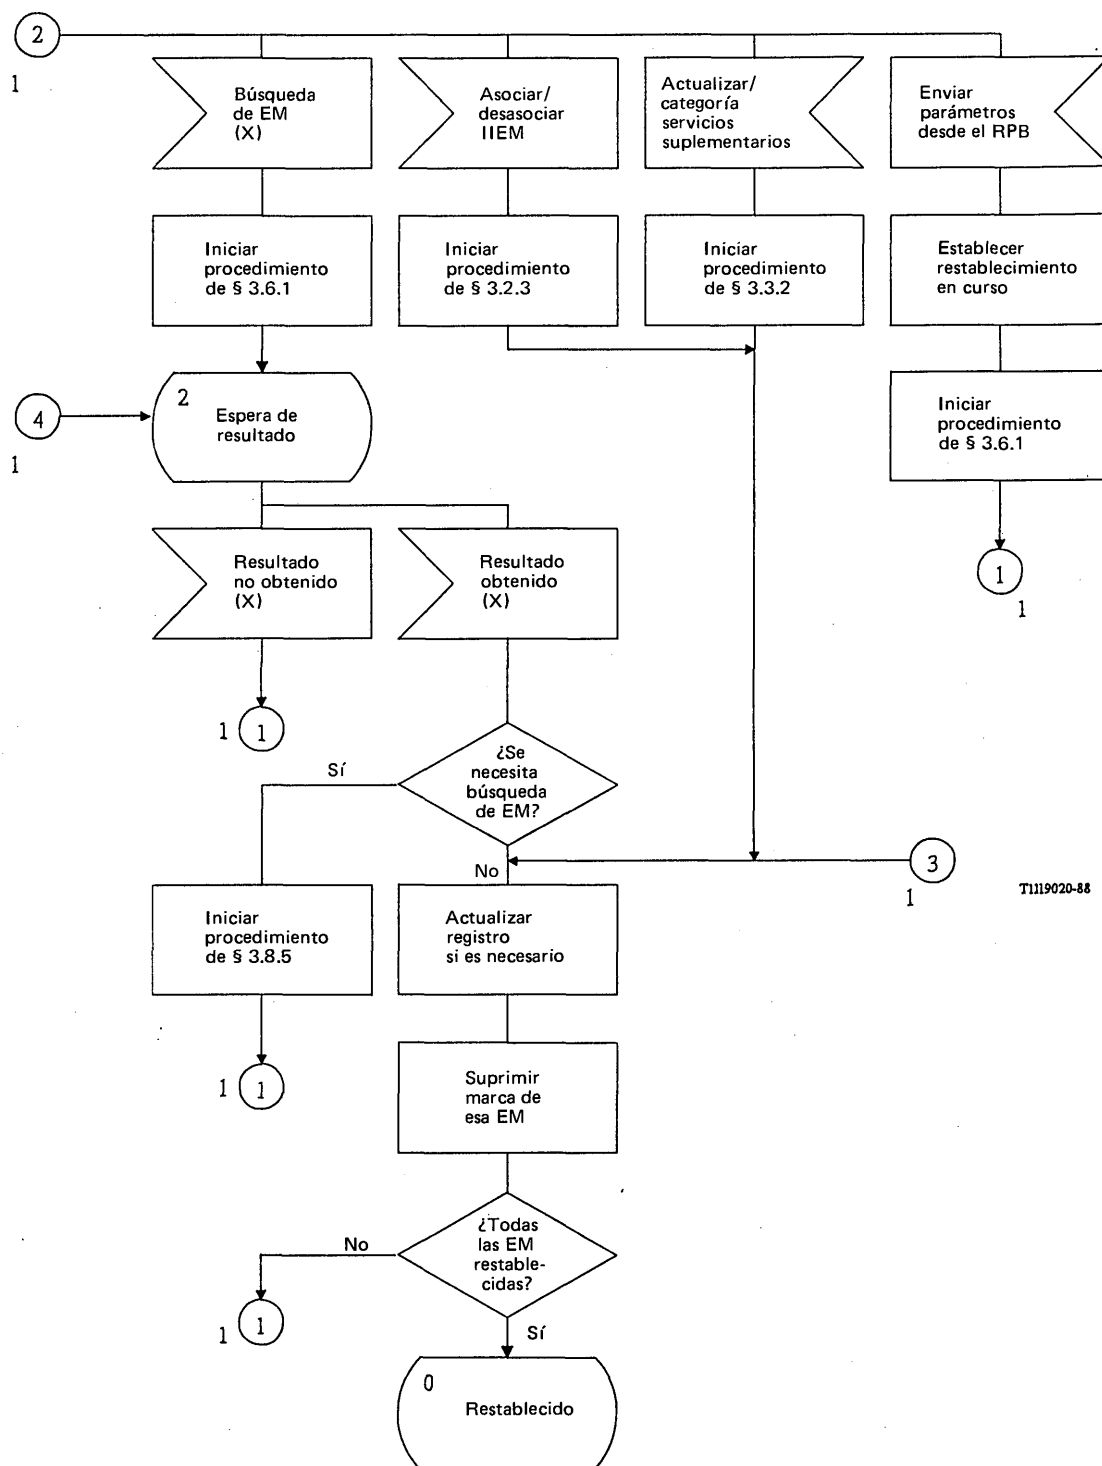 2
1
Búsqueda
de EM
(X)
Asociar/
desasociar
IIEM
Actualizar/
categoría
servicios
suplementarios
Enviar
parámetros
desde el RPB
Iniciar
procedimiento
de § 3.6.1
Iniciar
procedimiento
de § 3.2.3
Iniciar
procedimiento
de § 3.3.2
Establecer
restablecimiento
en curso
4
1
2
Espera de
resultado
Iniciar
procedimiento
de § 3.6.1
Resultado
no obtenido
(X)
Resultado
obtenido
(X)
1
1
1
1
¿Se
necesita
búsqueda
de EM?
Sí
No
3
1
T1119020-88
Iniciar
procedimiento
de § 3.8.5
Actualizar
registro
si es necesario
1
1
Suprimir
marca de
esa EM
¿Todas
las EM
restable-
cidas?
No
1
1
Sí
0
Restablecido